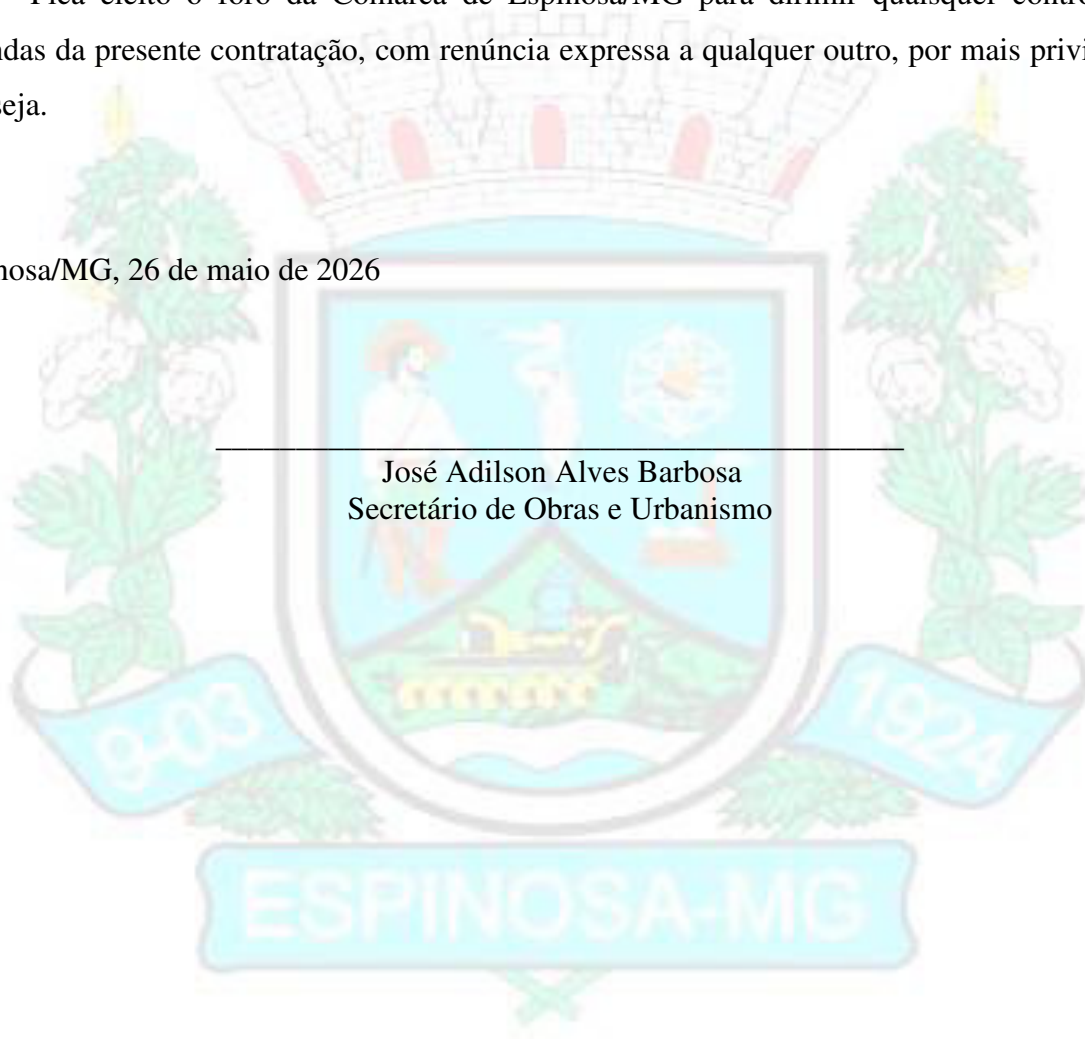 Fica eleito o foro da Comarca de Espinosa/MG para dirimir quaisquer contro
das da presente contratação, com renúncia expressa a qualquer outro, por mais privi
seja.
nosa/MG, 26 de maio de 2026
José Adilson Alves Barbosa
Secretário de Obras e Urbanismo
9-03
1924
ESPINOSA-MG